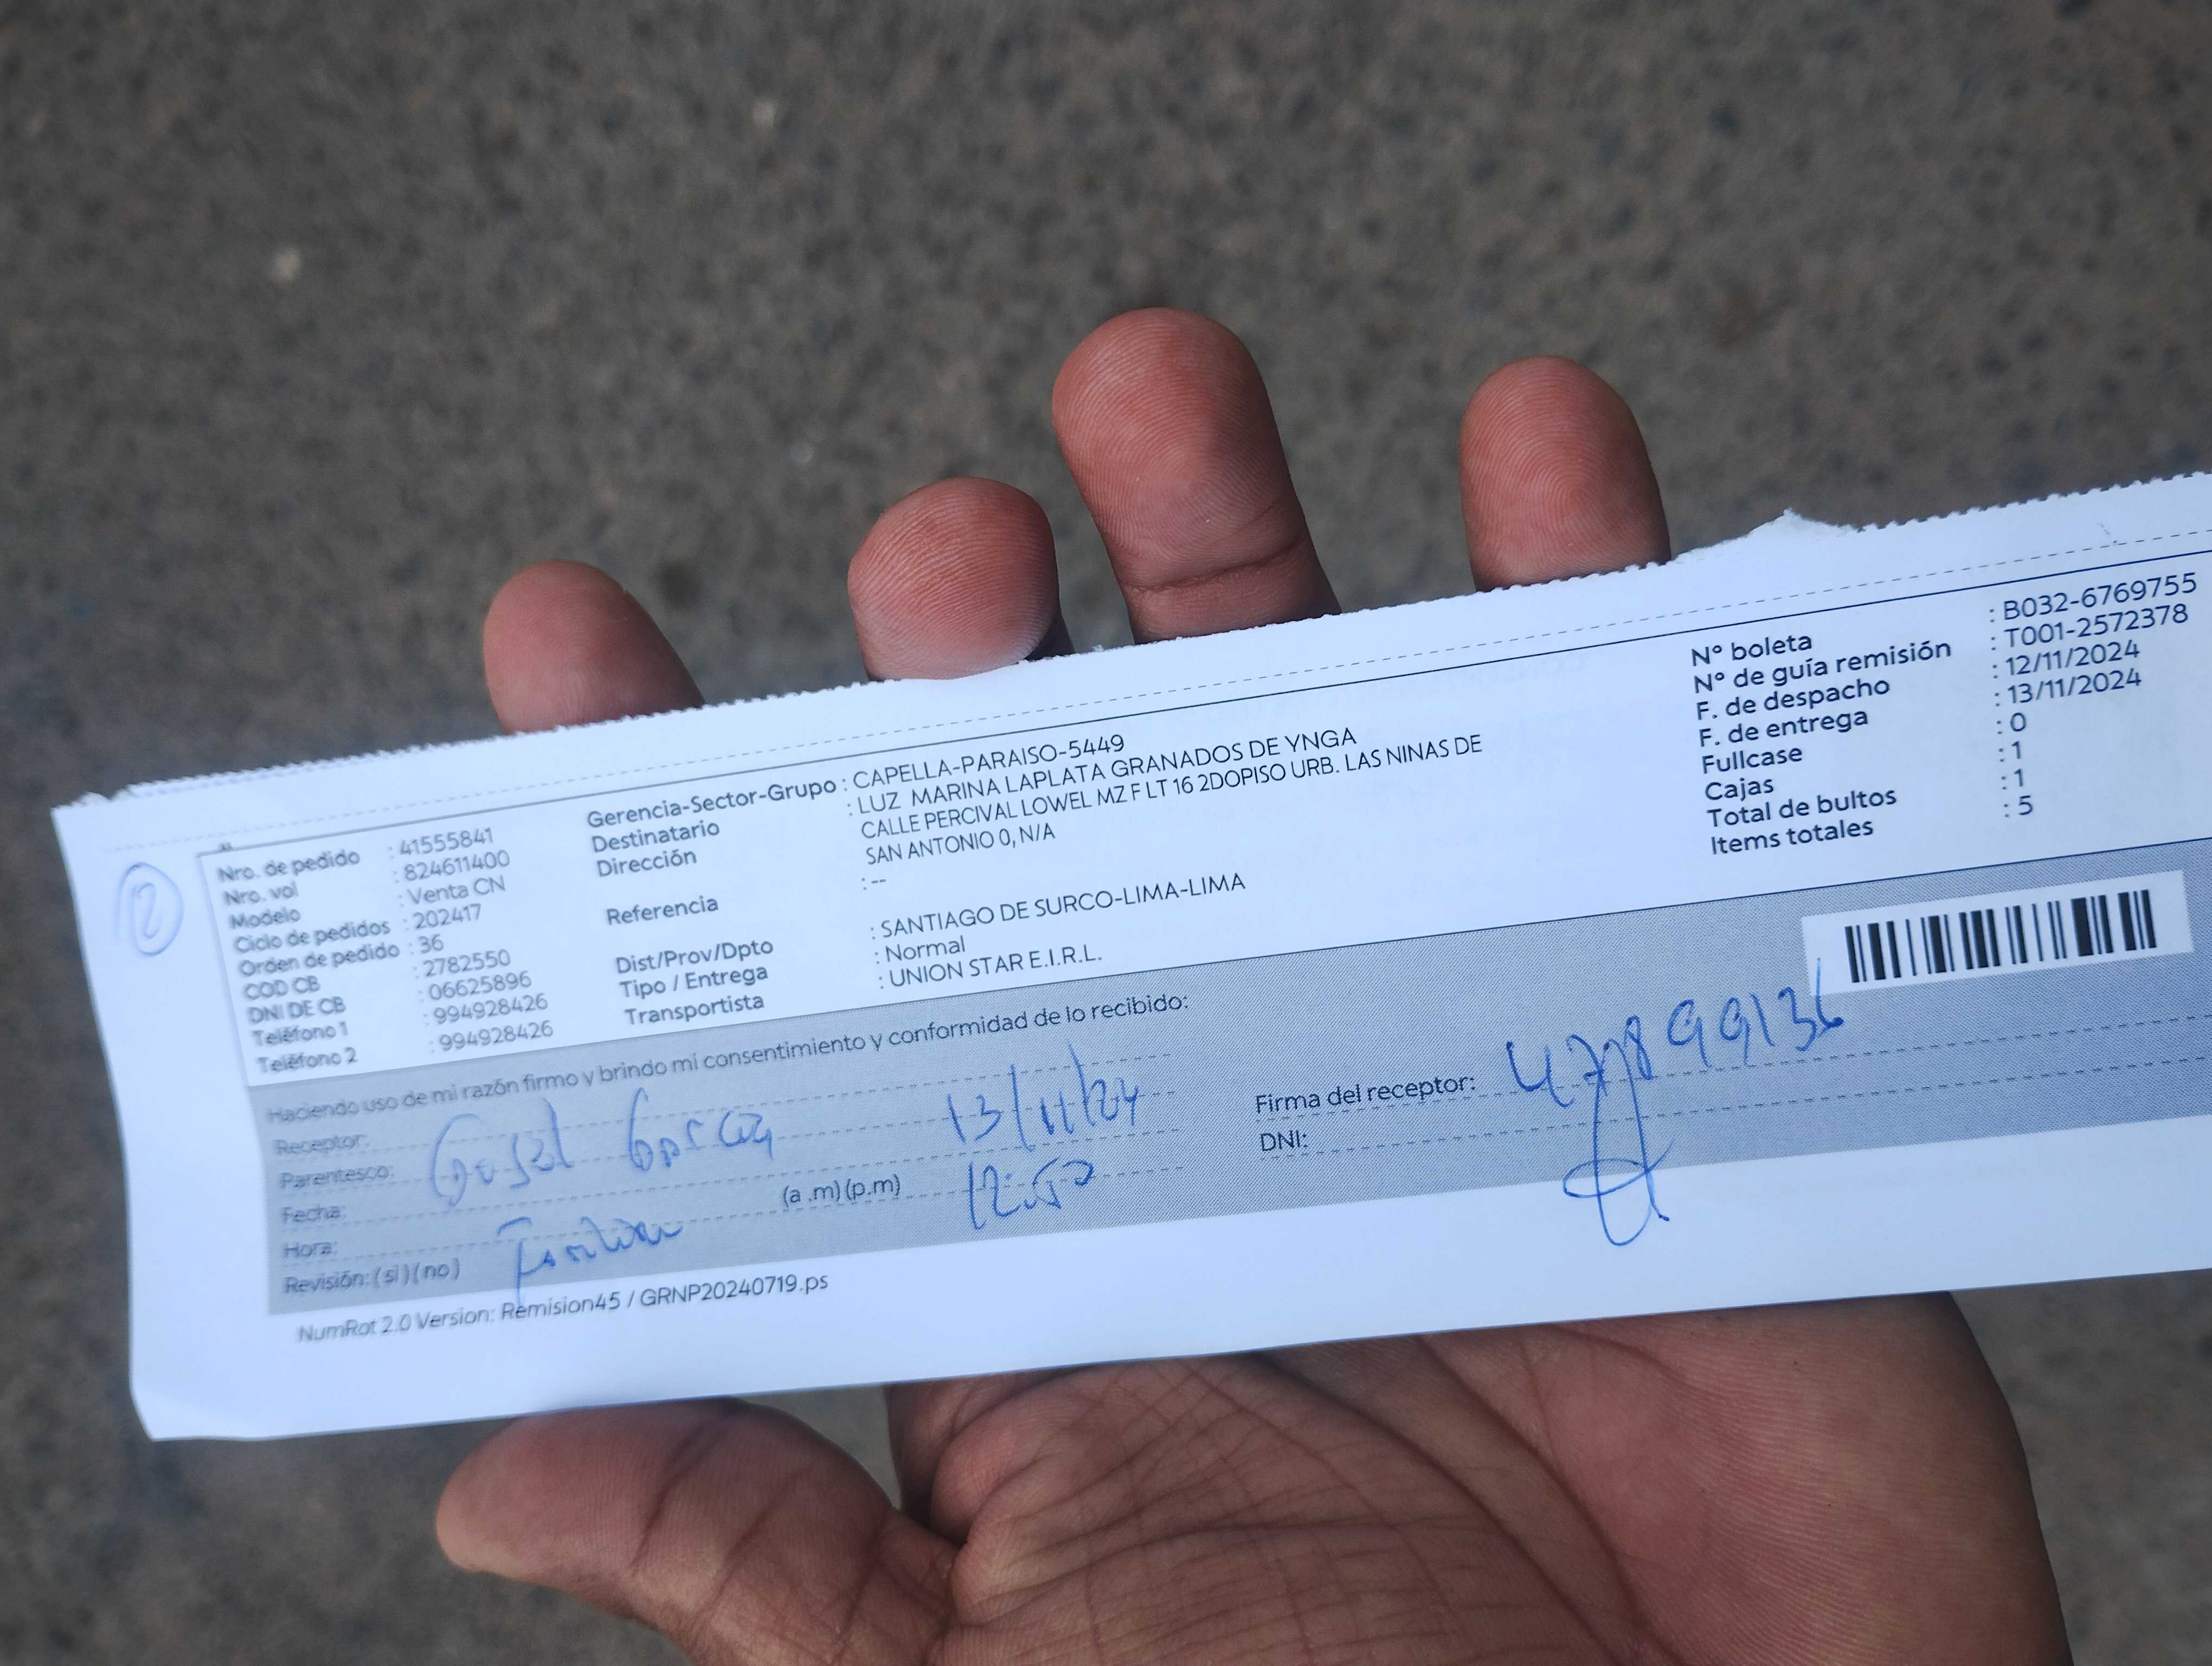 2
Nro. de pedido : 41555841
Nro. vol : 824611400
Modelo : Venta CN
Ciclo de pedidos : 202417
Orden de pedido : 36
COD CB : 2782550
DNI DE CB : 06625896
Teléfono 1 : 994928426
Teléfono 2 : 994928426
Gerencia-Sector-Grupo : CAPELLA-PARAISO-5449
Destinatario : LUZ MARINA LAPLATA GRANADOS DE YNGA
Dirección CALLE PERCIVAL LOWEL MZ F LT 16 2DOPISO URB. LAS NINAS DE
SAN ANTONIO 0, N/A
Referencia :--
Dist/Prov/Dpto : SANTIAGO DE SURCO-LIMA-LIMA
Tipo / Entrega : Normal
Transportista : UNION STAR E.I.R.L.
Nº boleta : B032-6769755
Nº de guía remisión : T001-2572378
F. de despacho : 12/11/2024
F. de entrega : 13/11/2024
Fullcase : 0
Cajas : 1
Total de bultos : 1
Items totales : 5
Haciendo uso de mi razón firmo y brindo mi consentimiento y conformidad de lo recibido:
Receptor:
Parentesco:
Fecha: 13/11/24
Hora: (a .m) (p.m) 12:50
Revisión: ( si ) ( no )
Firma del receptor:
DNI:
NumRot 2.0 Version: Remision45 / GRNP20240719.ps